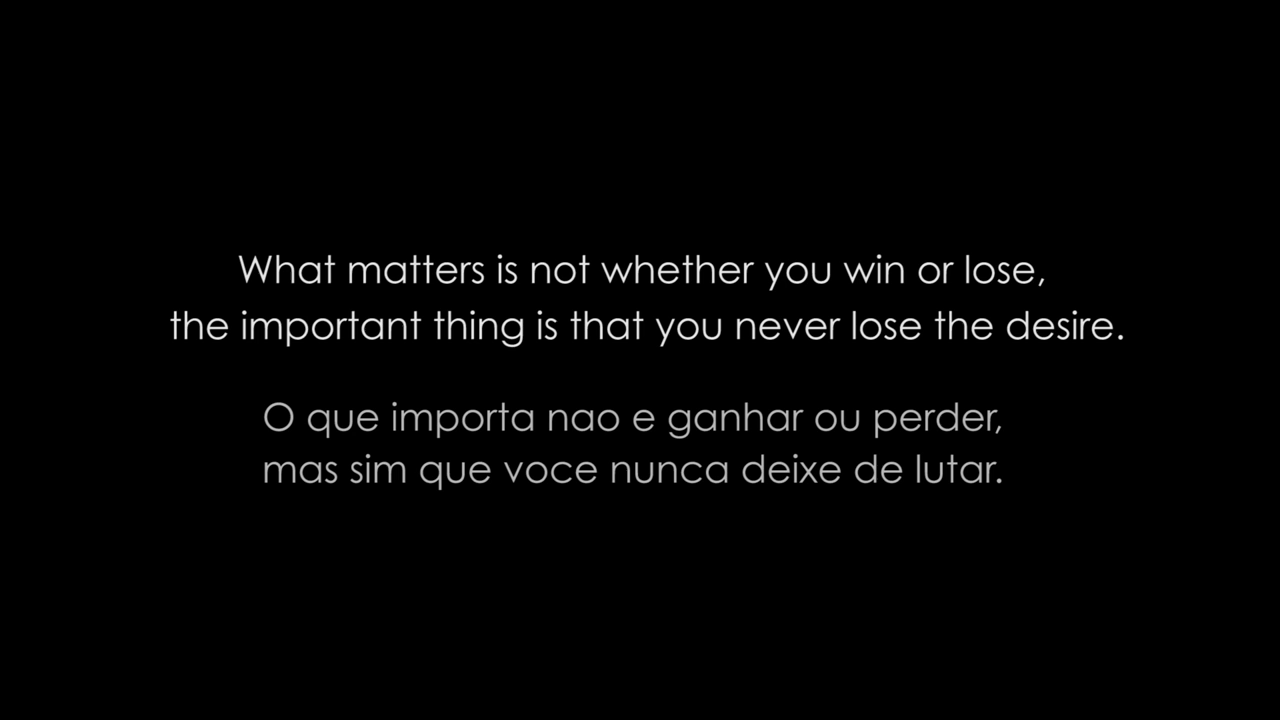 What matters is not whether you win or lose,
the important thing is that you never lose the desire.
O que importa nao e ganhar ou perder,
mas sim que voce nunca deixe de lutar.